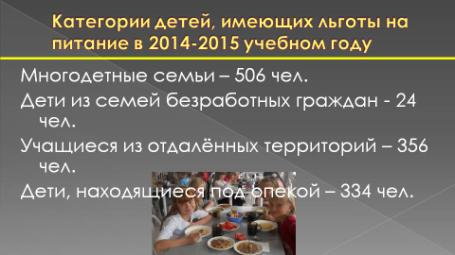 Категории детей, имеющих льготы на
питание в 2014-2015 учебном году
Многодетные семьи – 506 чел.
Дети из семей безработных граждан - 24
чел.
Учащиеся из отдалённых территорий – 356
чел.
Дети, находящиеся под опекой – 334 чел.